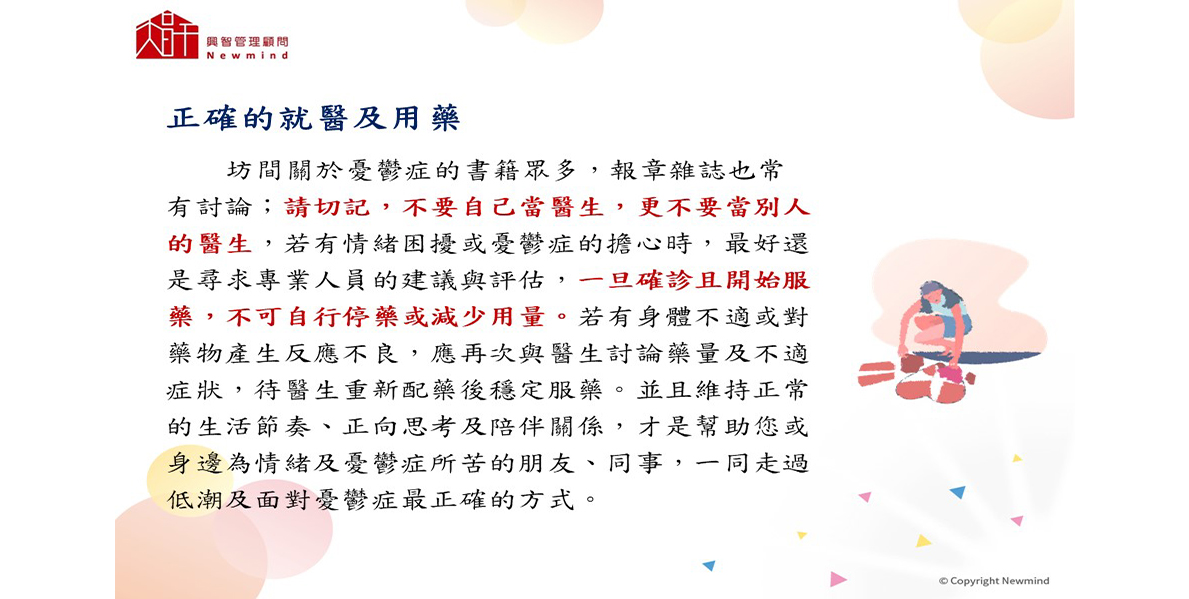 興智管理顧問
Newmind
正確的就醫及用藥
坊間關於憂鬱症的書籍眾多，報章雜誌也常
有討論；請切記，不要自己當醫生，更不要當別人
的醫生，若有情緒困擾或憂鬱症的擔心時，最好還
是尋求專業人員的建議與評估，一旦確診且開始服
藥，不可自行停藥或減少用量。若有身體不適或對
藥物產生反應不良，應再次與醫生討論藥量及不適
症狀，待醫生重新配藥後穩定服藥。並且維持正常
的生活節奏、正向思考及陪伴關係，才是幫助您或
身邊為情緒及憂鬱症所苦的朋友、同事，一同走過
低潮及面對憂鬱症最正確的方式。
© Copyright Newmind